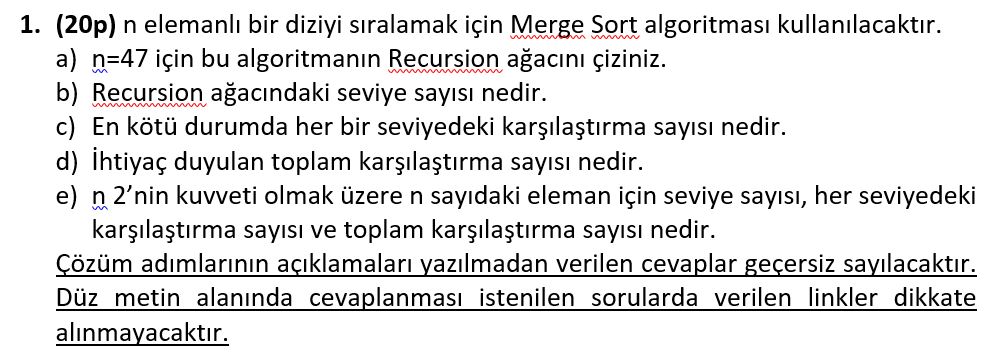 1. (20p) n elemanlı bir diziyi sıralamak için Merge Sort algoritması kullanılacaktır.
a) n=47 için bu algoritmanın Recursion ağacını çiziniz.
b) Recursion ağacındaki seviye sayısı nedir.
c) En kötü durumda her bir seviyedeki karşılaştırma sayısı nedir.
d) İhtiyaç duyulan toplam karşılaştırma sayısı nedir.
e) n 2’nin kuvveti olmak üzere n sayıdaki eleman için seviye sayısı, her seviyedeki
karşılaştırma sayısı ve toplam karşılaştırma sayısı nedir.
Çözüm adımlarının açıklamaları yazılmadan verilen cevaplar geçersiz sayılacaktır.
Düz metin alanında cevaplanması istenilen sorularda verilen linkler dikkate
alınmayacaktır.